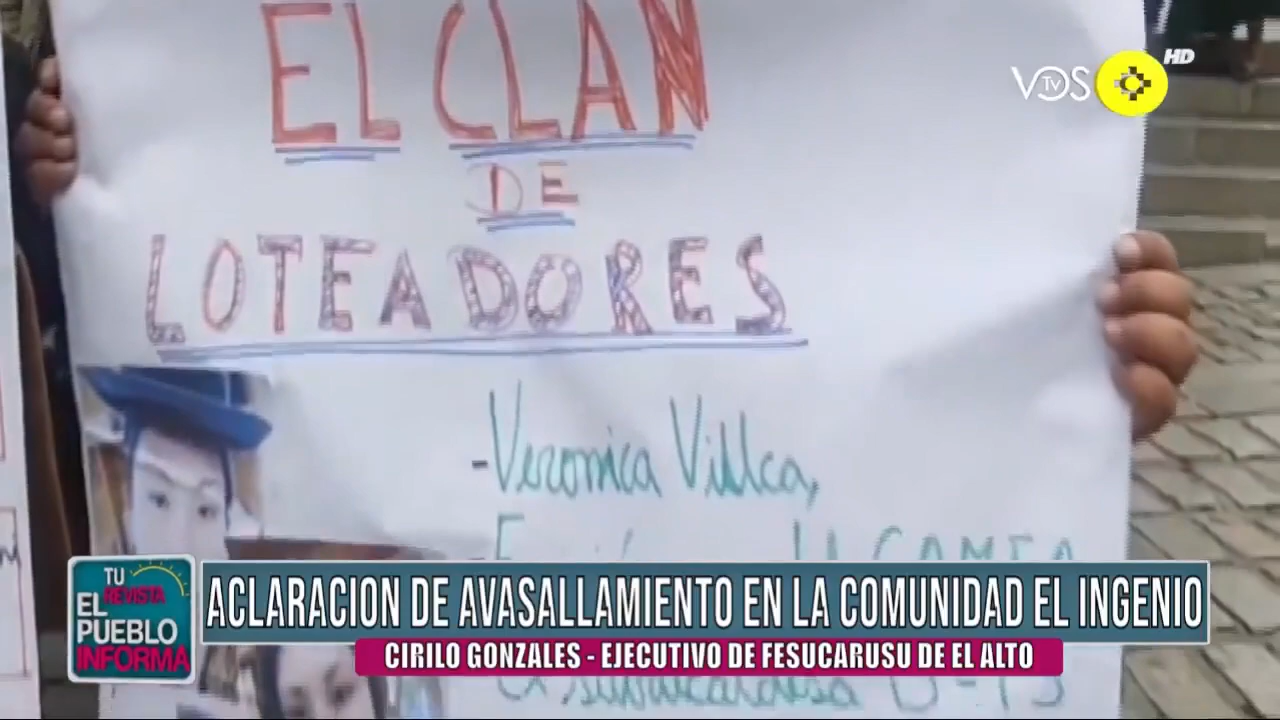 EL CLAN
DE
LOTEADORES
VOS
TV
HD
-Veronica Villca,
TU
REVISTA
EL
PUEBLO
INFORMA
ACLARACION DE AVASALLAMIENTO EN LA COMUNIDAD EL INGENIO
CIRILO GONZALES - EJECUTIVO DE FESUCARUSU DE EL ALTO